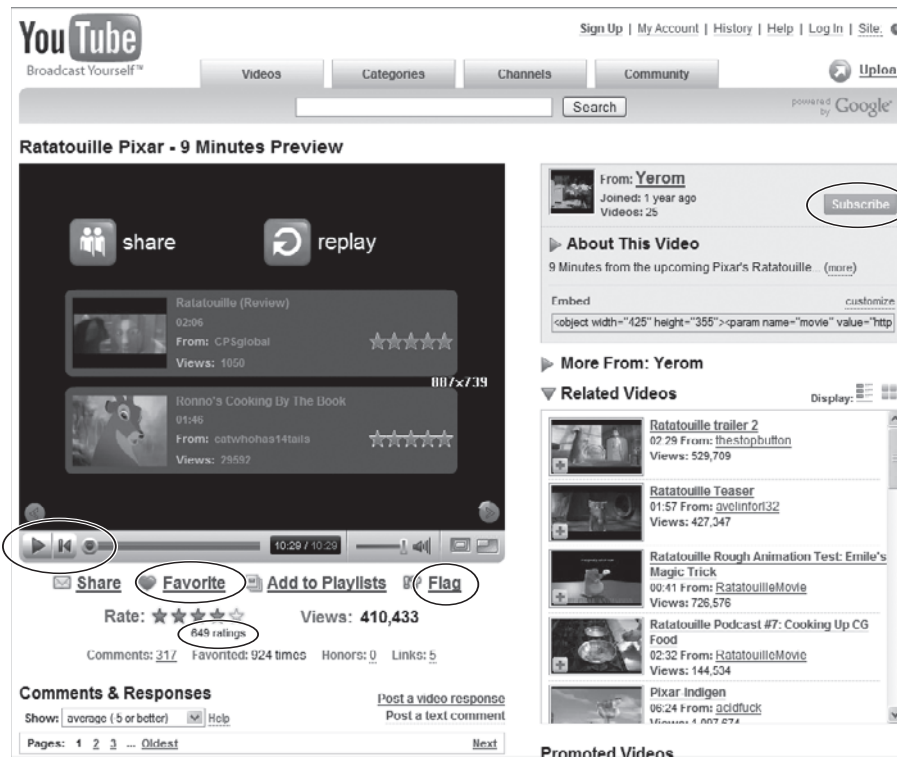 You Tube
Broadcast Yourself™
Sign Up | My Account | History | Help | Log In | Site:
Videos
Categories
Channels
Community
Uploa
Search
powered by Google
Ratatouille Pixar - 9 Minutes Preview
share
replay
Ratatouille (Review)
02:06
From: CPSglobal
Views: 1050
887x739
Ronno's Cooking By The Book
01:46
From: catwhohas14tails
Views: 29592
10:29 / 10:29
Share
Favorite
Add to Playlists
Flag
Rate:
649 ratings
Views: 410,433
Comments: 317 Favorited: 924 times Honors: 0 Links: 5
Comments & Responses
Post a video response
Post a text comment
Show: average (-5 or better) Help
Pages: 1 2 3 ... Oldest
Next
From: Yerom
Joined: 1 year ago
Videos: 25
Subscribe
About This Video
9 Minutes from the upcoming Pixar's Ratatouille... (more)
Embed
customize
<object width="425" height="355"><param name="movie" value="http
More From: Yerom
Related Videos
Display:
Ratatouille trailer 2
02:29 From: thestopbutton
Views: 529,709
Ratatouille Teaser
01:57 From: avelinforl32
Views: 427,347
Ratatouille Rough Animation Test: Emile's
Magic Trick
00:41 From: RatatouilleMovie
Views: 726,576
Ratatouille Podcast #7: Cooking Up CG
Food
02:32 From: RatatouilleMovie
Views: 144,534
Pixar-Indigen
06:24 From: acidfuck
Views: 1,097,674
Promoted Videos